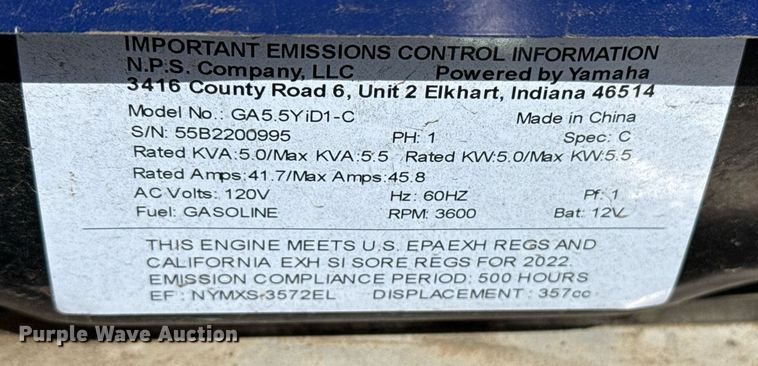 IMPORTANT EMISSIONS CONTROL INFORMATION
N.P.S. Company, LLC Powered by Yamaha
3416 County Road 6, Unit 2 Elkhart, Indiana 46514
Model No.: GA5.5YiD1-C Made in China
S/N: 55B2200995 PH: 1 Spec: C
Rated KVA:5.0/Max KVA:5.5 Rated KW:5.0/Max KW:5.5
Rated Amps:41.7/Max Amps:45.8
AC Volts: 120V Hz: 60HZ Pf: 1
Fuel: GASOLINE RPM: 3600 Bat: 12V
THIS ENGINE MEETS U.S. EPAEXH REGS AND
CALIFORNIA EXH SI SORE REGS FOR 2022.
EMISSION COMPLIANCE PERIOD: 500 HOURS
EF: NYMXS-3572EL DISPLACEMENT: 357cc
Purple Wave Auction